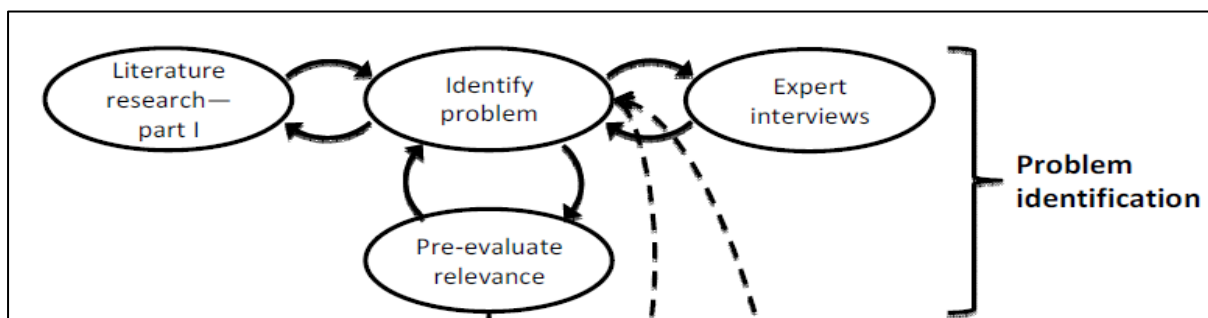 Literature
research—
part I
Identify
problem
Expert
interviews
Problem
identification
Pre-evaluate
relevance